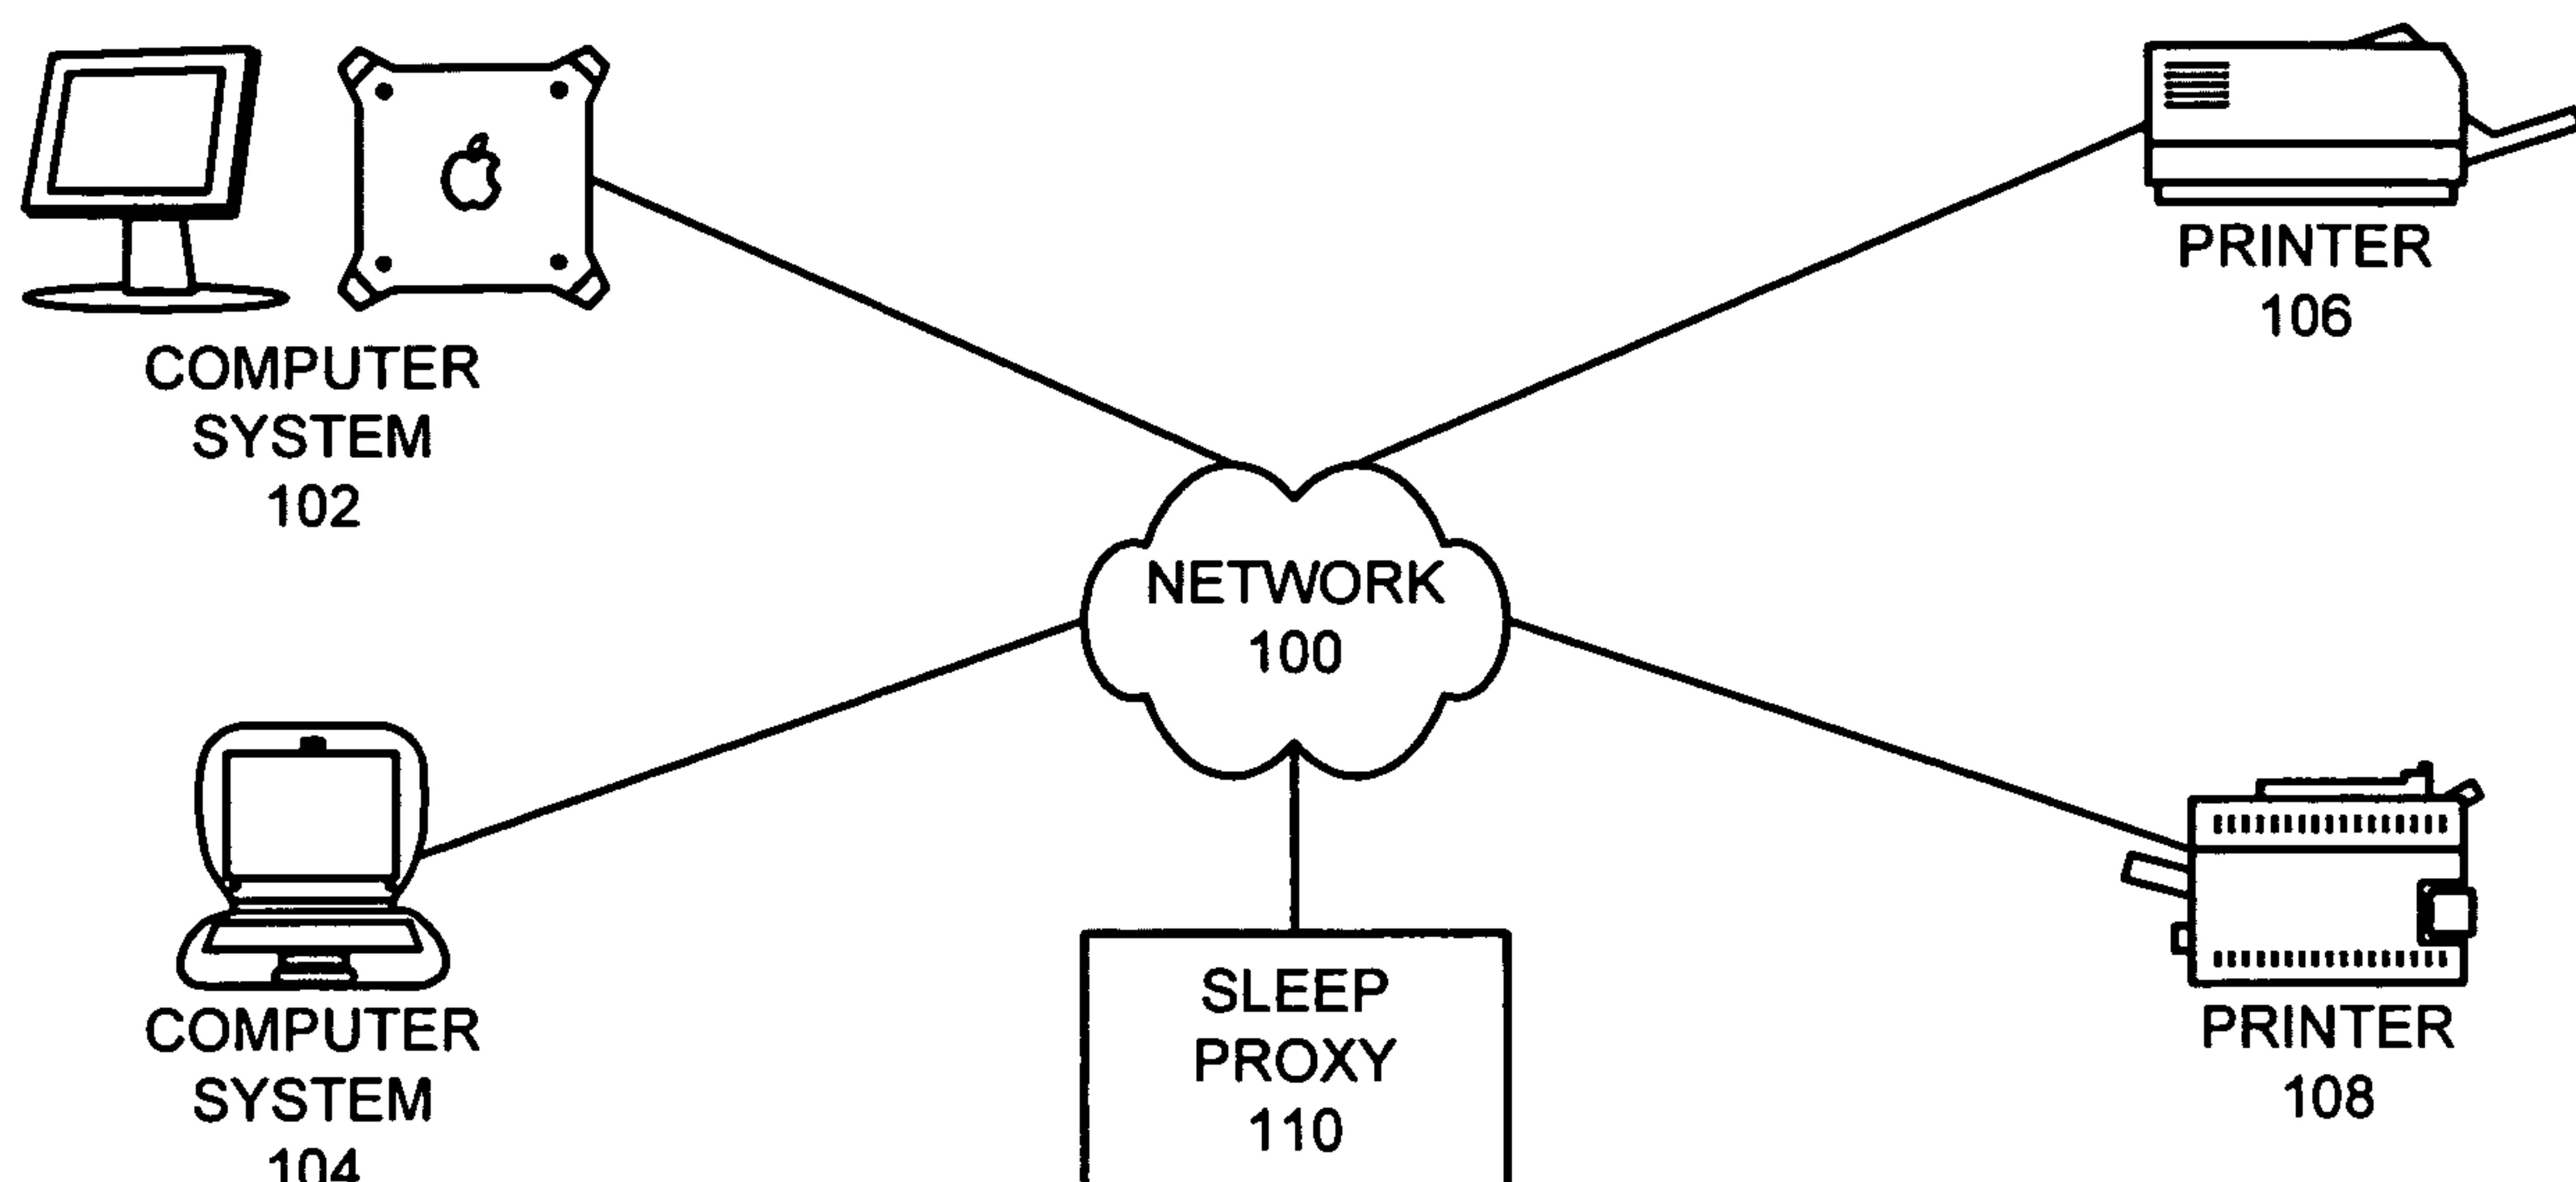 COMPUTER
SYSTEM
102
PRINTER
106
NETWORK
100
COMPUTER
SYSTEM
104
SLEEP
PROXY
110
PRINTER
108